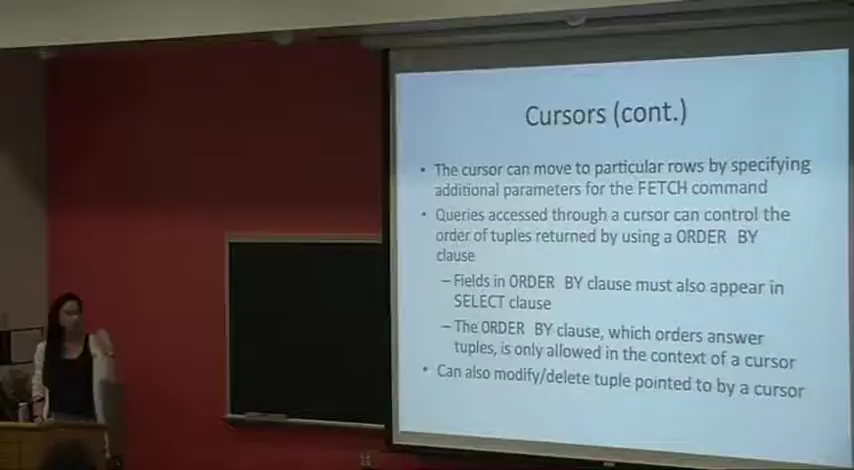 Cursors (cont.)
• The cursor can move to particular rows by specifying
additional parameters for the FETCH command
• Queries accessed through a cursor can control the
order of tuples returned by using a ORDER BY
clause
– Fields in ORDER BY clause must also appear in
SELECT clause
– The ORDER BY clause, which orders answer
tuples, is only allowed in the context of a cursor
• Can also modify/delete tuple pointed to by a cursor